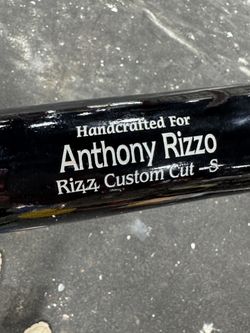 Handcrafted For
Anthony Rizzo
Rizz Custom Cut -S